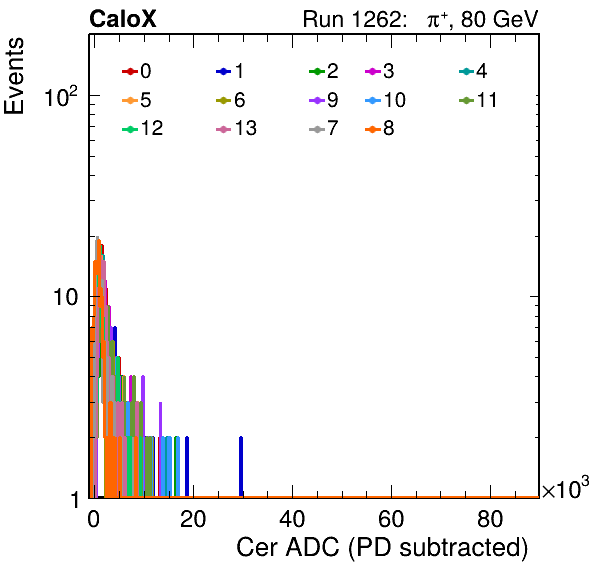 CaloX Run 1262: π⁺, 80 GeV
Events
0 1 2 3 4
5 6 9 10 11
12 13 7 8
10²
10
1
0 20 40 60 80 ×10³
Cer ADC (PD subtracted)